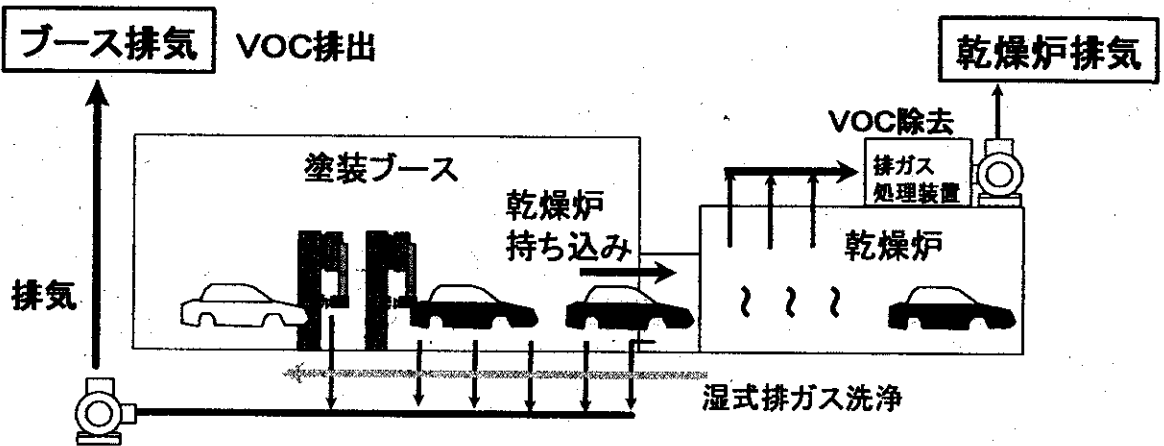 ブース排気
VOC排出
乾燥炉排気
VOC除去
塗装ブース
排ガス
処理装置
乾燥炉
持ち込み
乾燥炉
排気
湿式排ガス洗浄